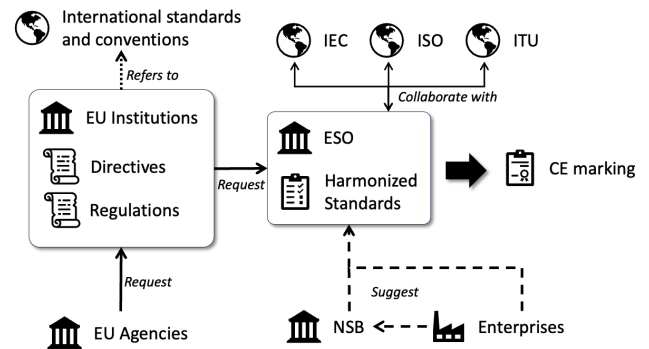 International standards
and conventions
IEC
ISO
ITU
Refers to
Collaborate with
EU Institutions
Directives
Regulations
Request
ESO
Harmonized
Standards
CE marking
Request
Suggest
EU Agencies
NSB
Enterprises